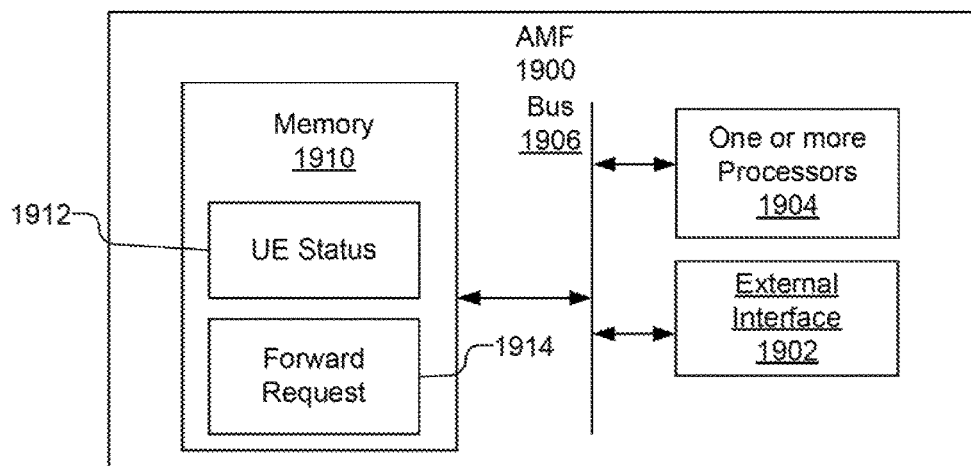 AMF
1900
Bus
1906
Memory
1910
1912
UE Status
Forward
Request
1914
One or more
Processors
1904
External
Interface
1902